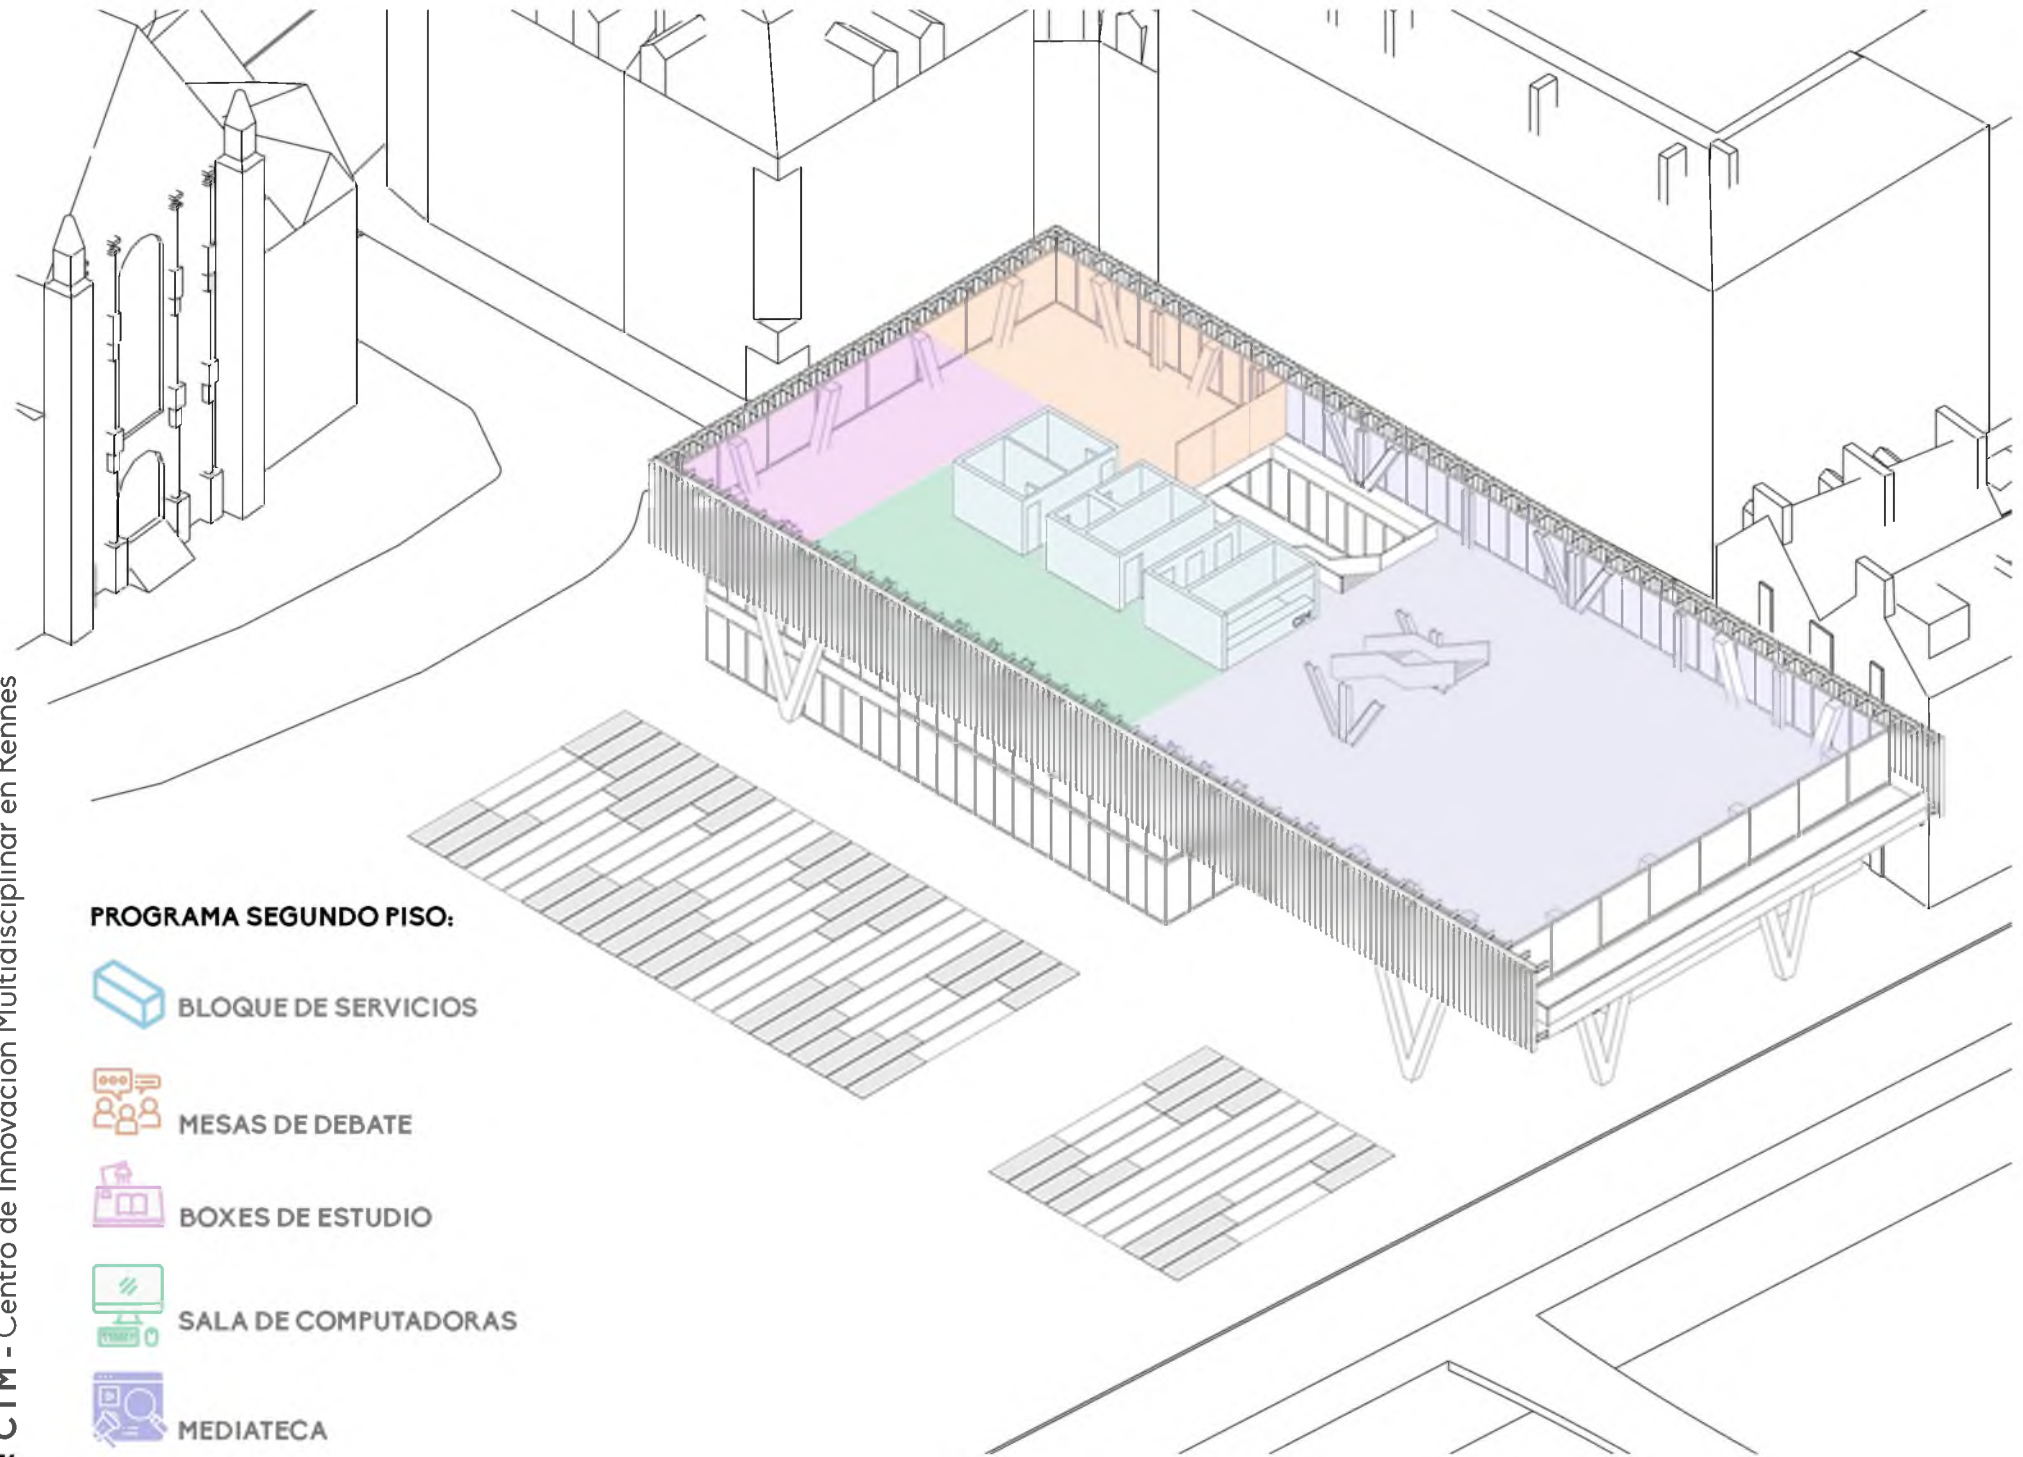 PROGRAMA SEGUNDO PISO:
BLOQUE DE SERVICIOS
MESAS DE DEBATE
BOXES DE ESTUDIO
SALA DE COMPUTADORAS
MEDIATECA
- Centro de Innovación Multidisciplinar en Rennes